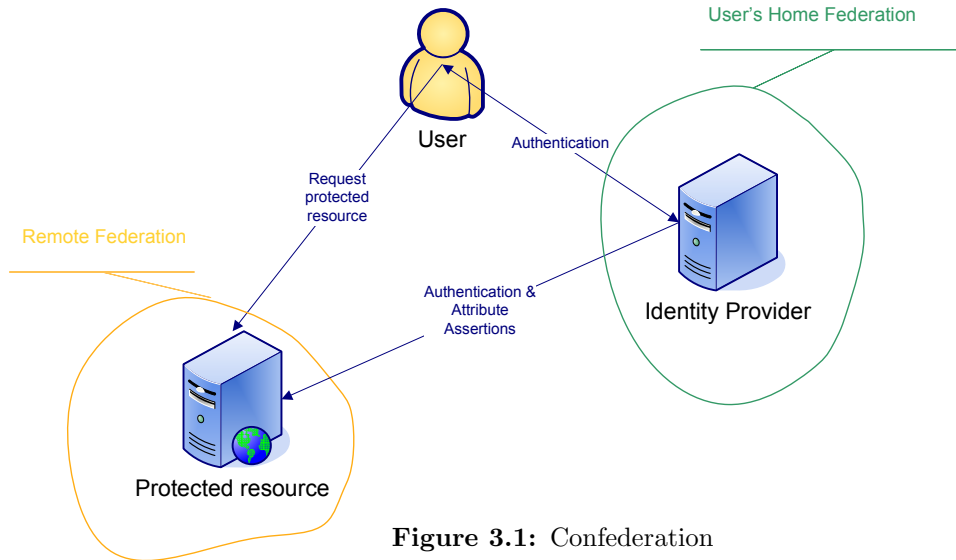 User's Home Federation
User
Authentication
Request
protected
resource
Remote Federation
Authentication &
Attribute
Assertions
Identity Provider
Protected resource
Figure 3.1: Confederation